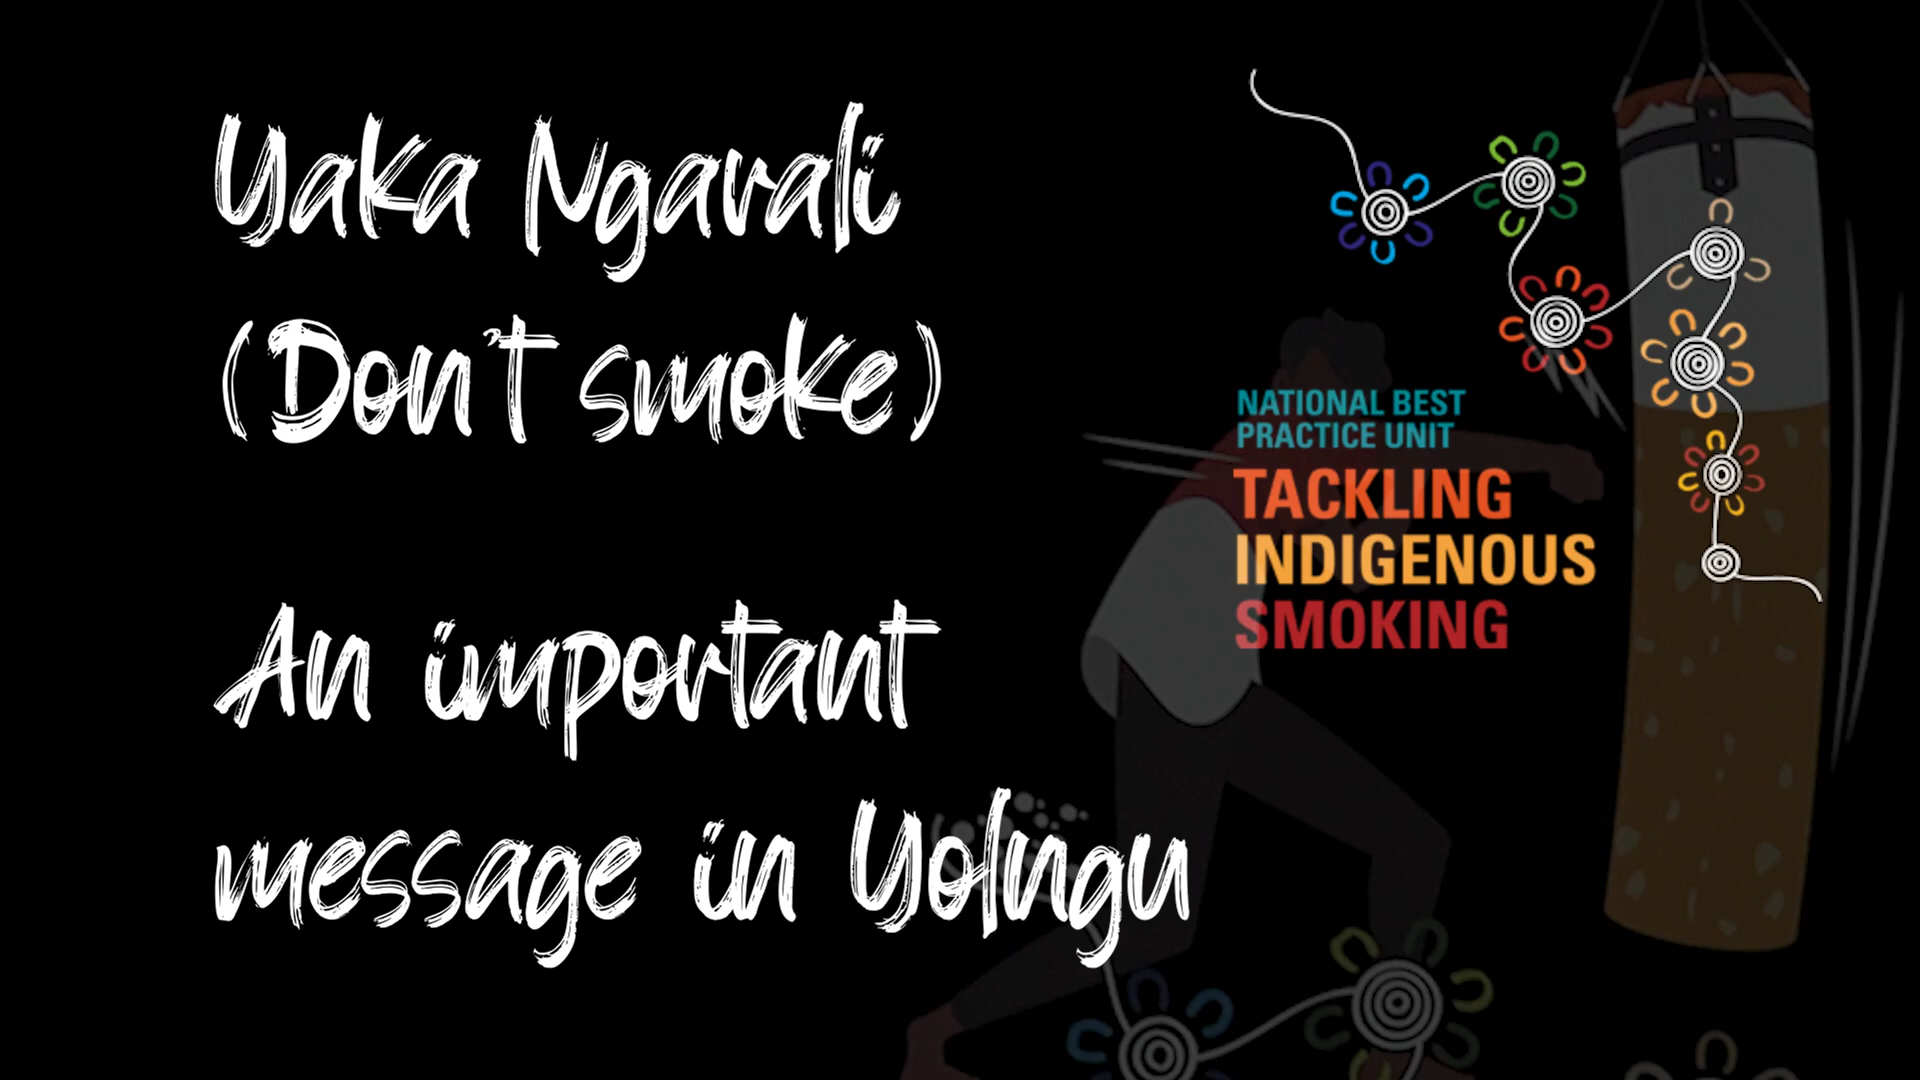 Yaka Ngarali
(Don't smoke)
An important
message in Yolngu
NATIONAL BEST
PRACTICE UNIT
TACKLING
INDIGENOUS
SMOKING